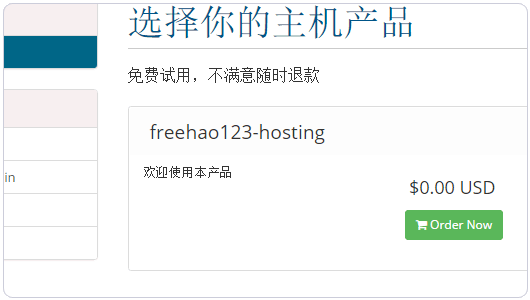 选择你的主机产品
免费试用，不满意随时退款
freehao123-hosting
欢迎使用本产品
in
$0.00 USD
Order Now